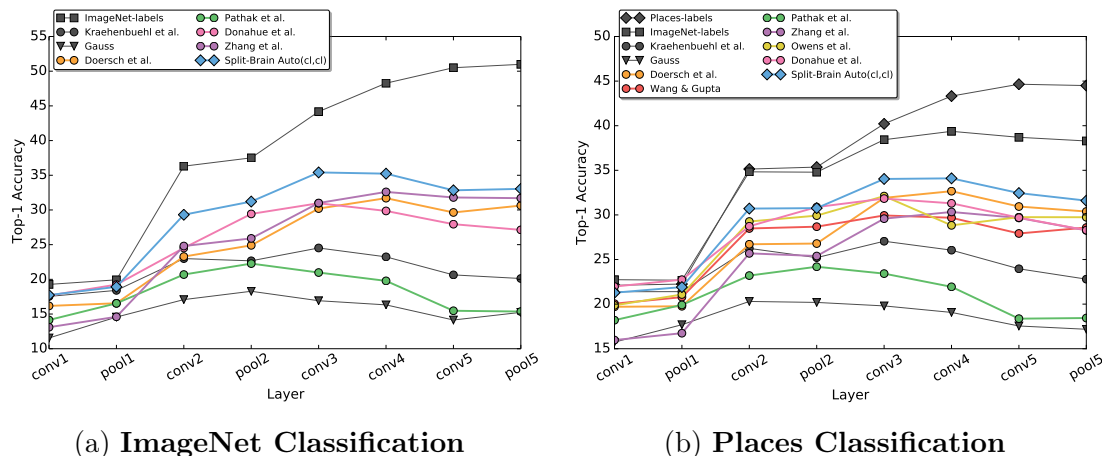 ImageNet-labels
Kraehenbuehl et al.
Gauss
Doersch et al.
Pathak et al.
Donahue et al.
Zhang et al.
Split-Brain Auto(cl,cl)
55
50
45
40
35
30
25
20
15
10
Top-1 Accuracy
conv1 pool1 conv2 pool2 conv3 conv4 conv5 pool5
Layer
(a) ImageNet Classification
Places-labels
ImageNet-labels
Kraehenbuehl et al.
Gauss
Doersch et al.
Wang & Gupta
Pathak et al.
Zhang et al.
Owens et al.
Donahue et al.
Split-Brain Auto(cl,cl)
50
45
40
35
30
25
20
15
Top-1 Accuracy
conv1 pool1 conv2 pool2 conv3 conv4 conv5 pool5
Layer
(b) Places Classification